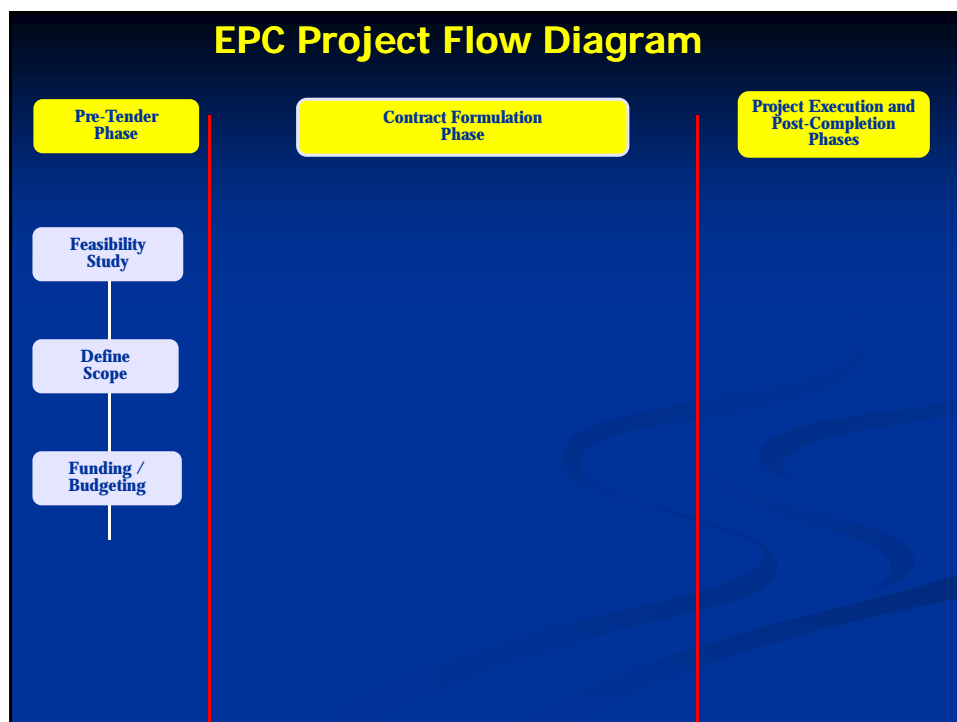 EPC Project Flow Diagram
Pre-Tender
Phase
Contract Formulation
Phase
Project Execution and
Post-Completion
Phases
Feasibility
Study
Define
Scope
Funding /
Budgeting